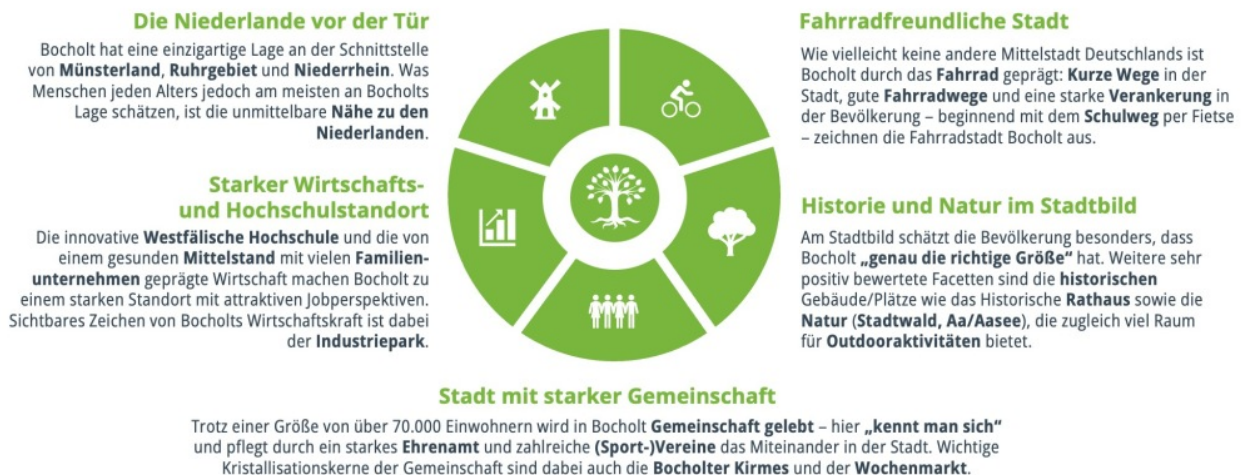 Die Niederlande vor der Tür
Bocholt hat eine einzigartige Lage an der Schnittstelle
von Münsterland, Ruhrgebiet und Niederrhein. Was
Menschen jeden Alters jedoch am meisten an Bocholts
Lage schätzen, ist die unmittelbare Nähe zu den
Niederlanden.
Fahrradfreundliche Stadt
Wie vielleicht keine andere Mittelstadt Deutschlands ist
Bocholt durch das Fahrrad geprägt: Kurze Wege in der
Stadt, gute Fahrradwege und eine starke Verankerung in
der Bevölkerung – beginnend mit dem Schulweg per Fietse
– zeichnen die Fahrradstadt Bocholt aus.
Starker Wirtschafts-
und Hochschulstandort
Die innovative Westfälische Hochschule und die von
einem gesunden Mittelstand mit vielen Familien-
unternehmen geprägte Wirtschaft machen Bocholt zu
einem starken Standort mit attraktiven Jobperspektiven.
Sichtbares Zeichen von Bocholts Wirtschaftskraft ist dabei
der Industriepark.
Historie und Natur im Stadtbild
Am Stadtbild schätzt die Bevölkerung besonders, dass
Bocholt „genau die richtige Größe“ hat. Weitere sehr
positiv bewertete Facetten sind die historischen
Gebäude/Plätze wie das Historische Rathaus sowie die
Natur (Stadtwald, Aa/Aasee), die zugleich viel Raum
für Outdooraktivitäten bietet.
Stadt mit starker Gemeinschaft
Trotz einer Größe von über 70.000 Einwohnern wird in Bocholt Gemeinschaft gelebt – hier „kennt man sich“
und pflegt durch ein starkes Ehrenamt und zahlreiche (Sport-)Vereine das Miteinander in der Stadt. Wichtige
Kristallisationskerne der Gemeinschaft sind dabei auch die Bocholter Kirmes und der Wochenmarkt.